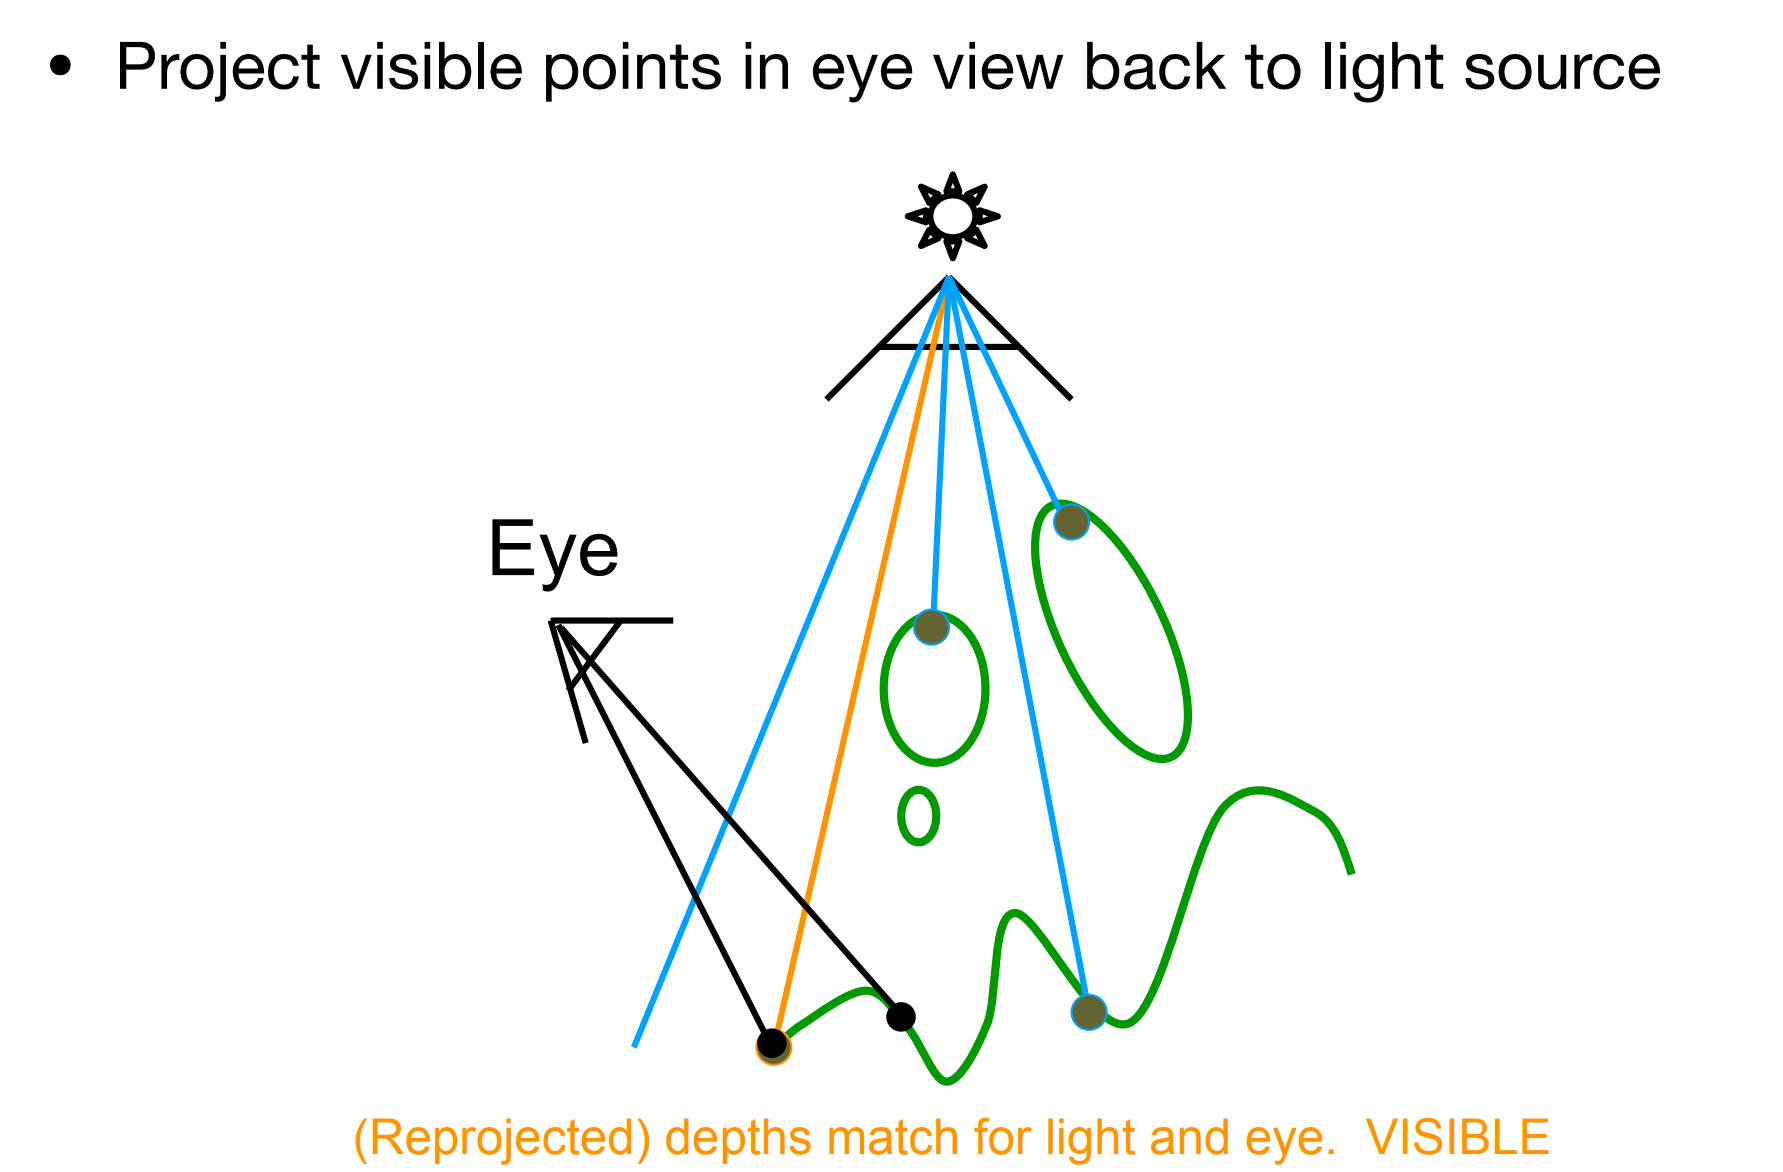 • Project visible points in eye view back to light source
Eye
(Reprojected) depths match for light and eye.  VISIBLE